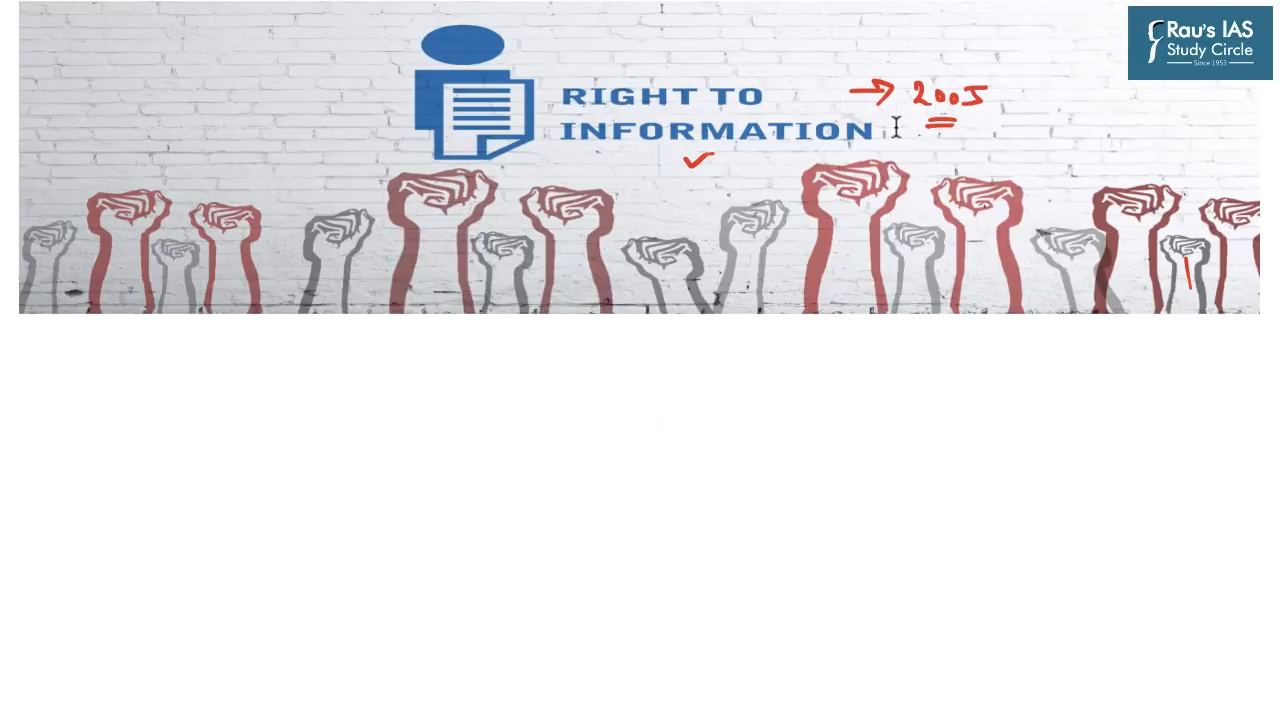 Rau's IAS
Study Circle
Since 1953
RIGHT TO
INFORMATION
→ 2005